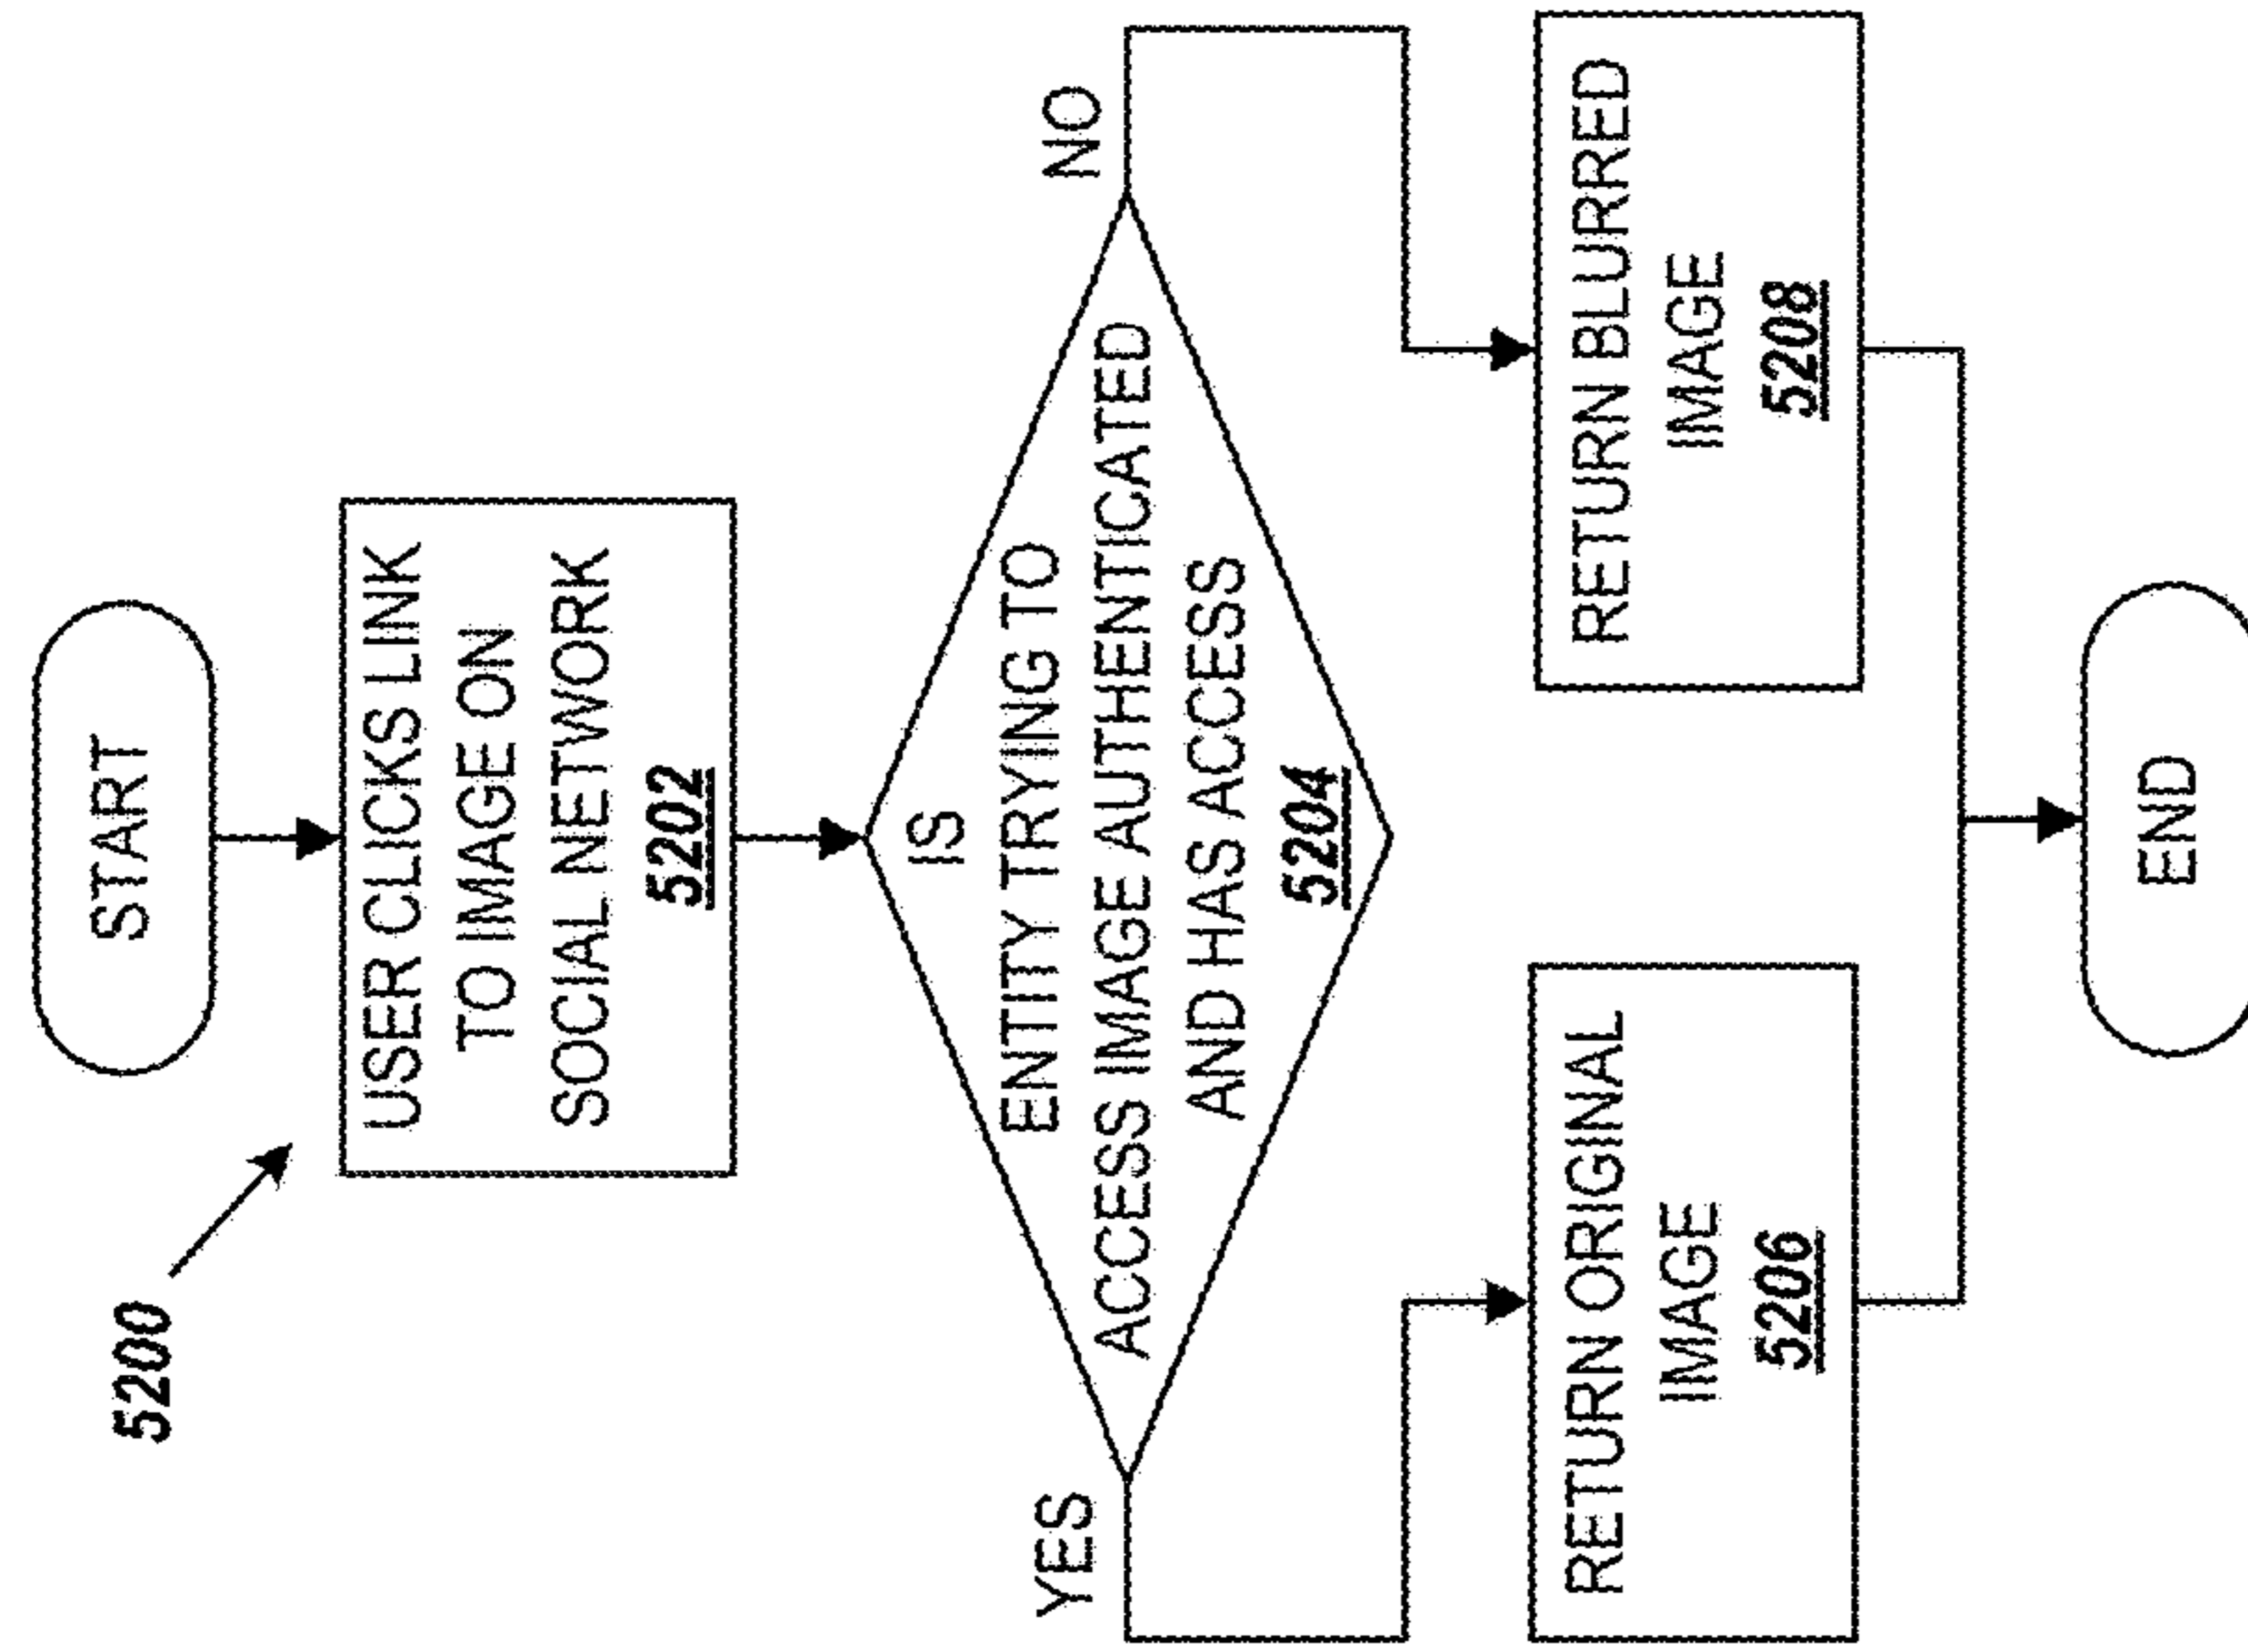 5200
START
USER CLICKS LINK
TO IMAGE ON
SOCIAL NETWORK
5202
IS
ENTITY TRYING TO
ACCESS IMAGE AUTHENTICATED
AND HAS ACCESS
5204
YES
NO
RETURN ORIGINAL
IMAGE
5206
RETURN BLURRED
IMAGE
5208
END